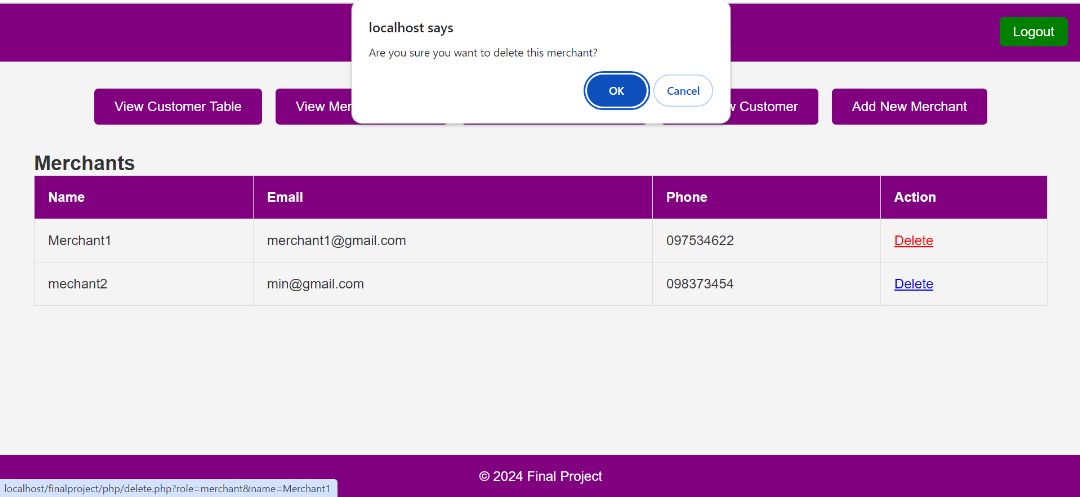 localhost says
Are you sure you want to delete this merchant?
OK Cancel
Logout
View Customer Table View Mer Customer Add New Merchant
Merchants
Name Email Phone Action
Merchant1 merchant1@gmail.com 097534622 Delete
mechant2 min@gmail.com 098373454 Delete
© 2024 Final Project
localhost/finalproject/php/delete.php?role=merchant&name=Merchant1